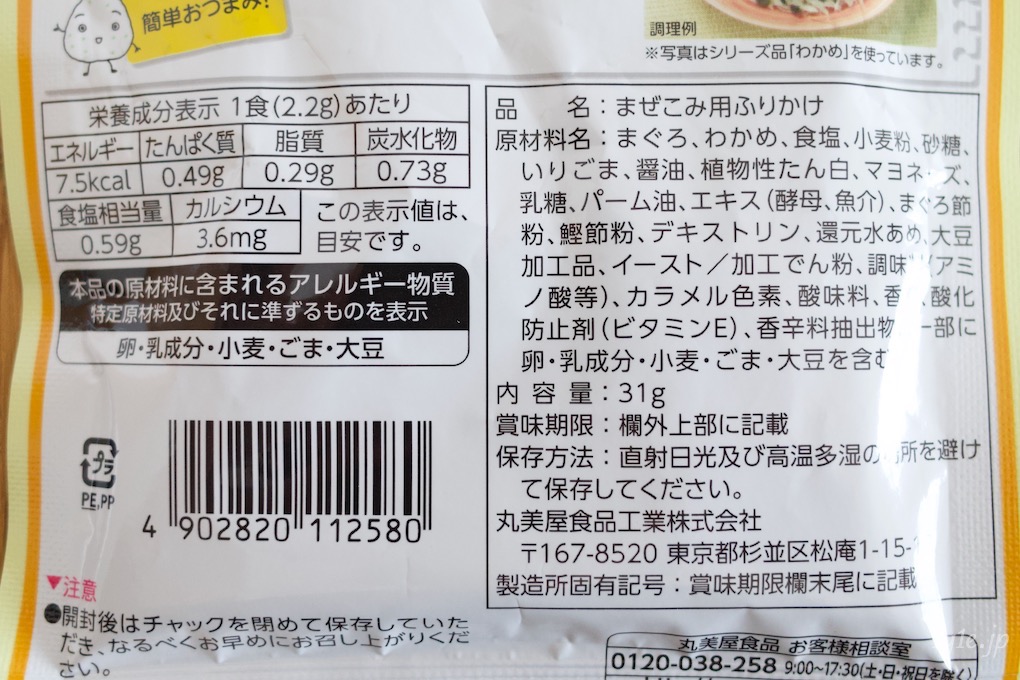 簡単おつまみ!
調理例
※写真はシリーズ品「わかめ」を使っています。
栄養成分表示 1食(2.2g)あたり
エネルギー たんぱく質 脂質 炭水化物
7.5kcal 0.49g 0.29g 0.73g
食塩相当量 カルシウム
0.59g 3.6mg
この表示値は、
目安です。
本品の原材料に含まれるアレルギー物質
特定原材料及びそれに準ずるものを表示
卵・乳成分・小麦・ごま・大豆
プラ
PE,PP
4 902820 112580
▼注意
●開封後はチャックを閉めて保存していた
だき、なるべくお早めにお召し上がりくだ
さい。
品 名:まぜこみ用ふりかけ
原材料名:まぐろ、わかめ、食塩、小麦粉、砂糖、
いりごま、醤油、植物性たん白、マヨネーズ、
乳糖、パーム油、エキス(酵母、魚介)、まぐろ節
粉、鰹節粉、デキストリン、還元水あめ、大豆
加工品、イースト/加工でん粉、調味(アミ
ノ酸等)、カラメル色素、酸味料、香、酸化
防止剤(ビタミンE)、香辛料抽出物、一部に
卵・乳成分・小麦・ごま・大豆を含む
内容量:31g
賞味期限:欄外上部に記載
保存方法:直射日光及び高温多湿の所を避け
て保存してください。
丸美屋食品工業株式会社
〒167-8520 東京都杉並区松庵1-15-
製造所固有記号:賞味期限欄末尾に記載
丸美屋食品 お客様相談室
0120-038-258 9:00~17:30(土・日・祝日を除く)